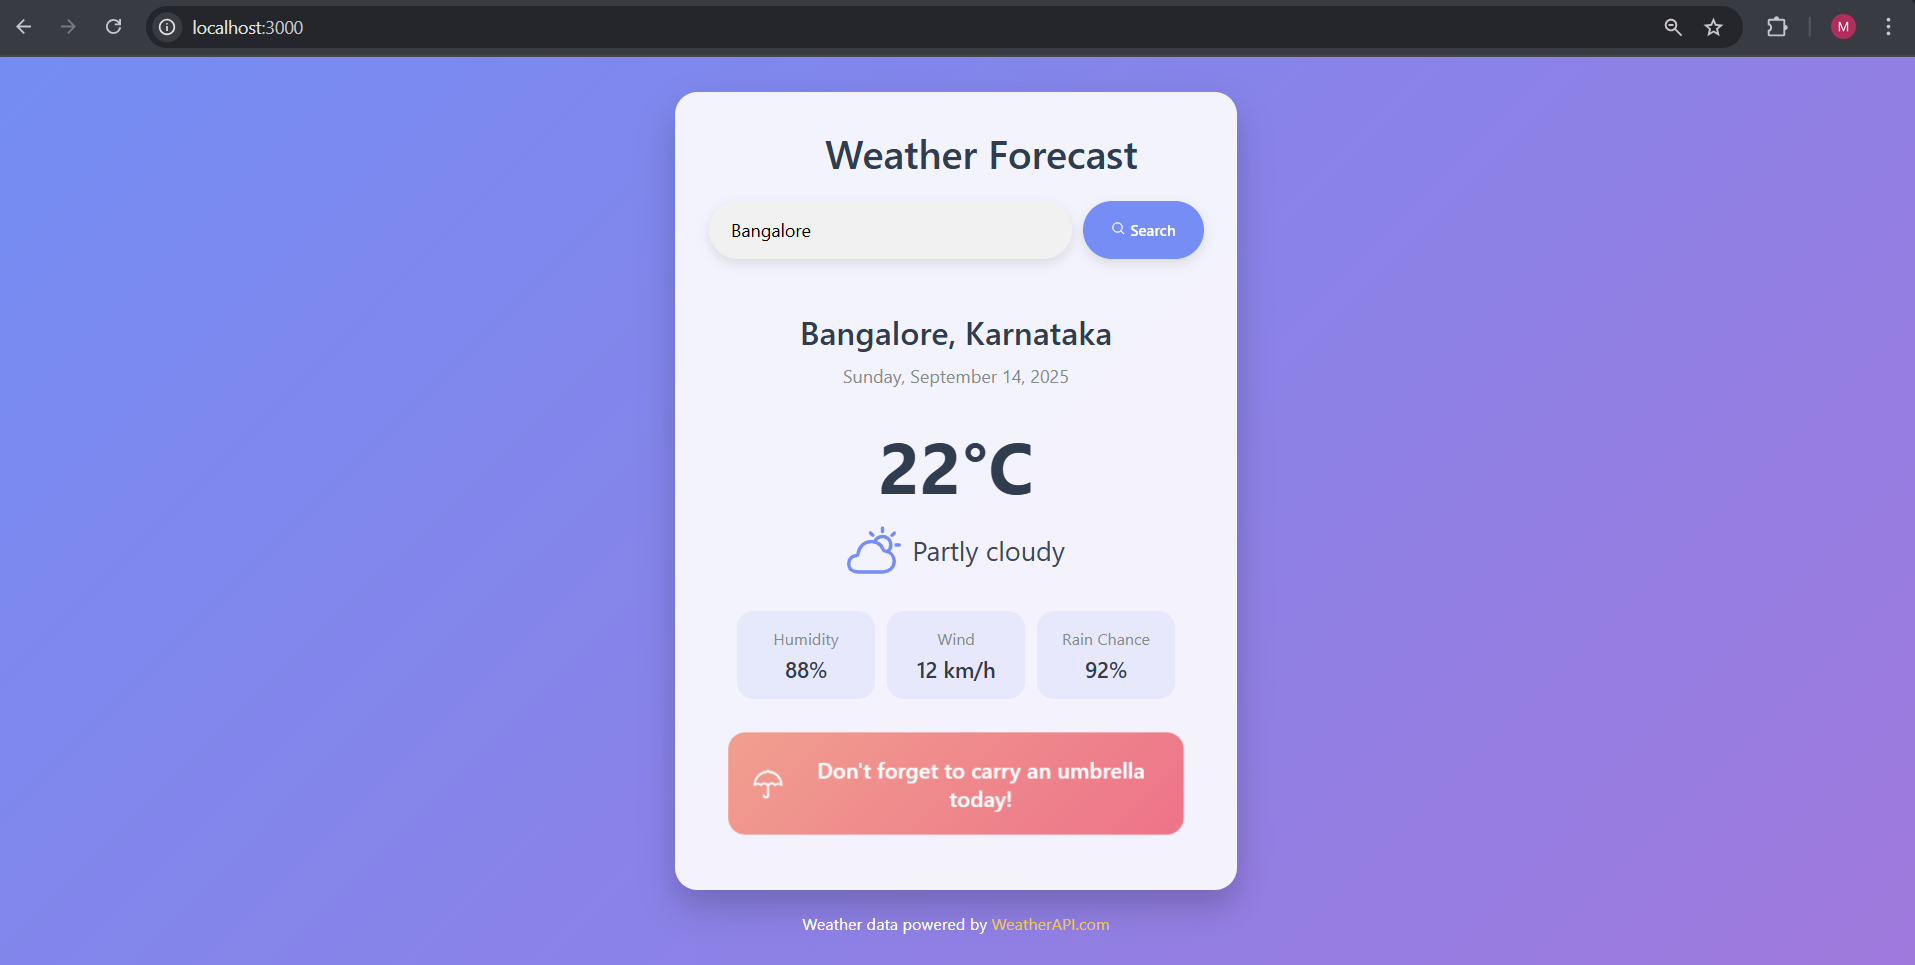 localhost:3000
M
Weather Forecast
Bangalore
Search
Bangalore, Karnataka
Sunday, September 14, 2025
22°C
Partly cloudy
Humidity
88%
Wind
12 km/h
Rain Chance
92%
Don't forget to carry an umbrella
today!
Weather data powered by WeatherAPI.com